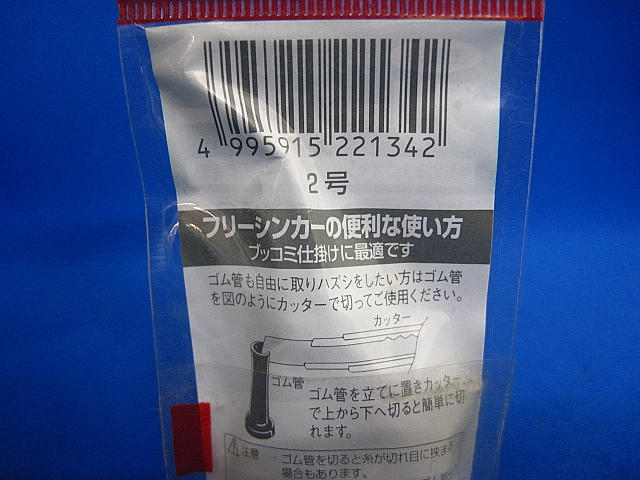 4 995915 221342
2号
フリーシンカーの便利な使い方
ブッコミ仕掛けに最適です
ゴム管も自由に取りハズシをしたい方はゴム管
を図のようにカッターで切ってご使用ください。
カッター
ゴム管
ゴム管を立てに置きカッター
で上から下へ切ると簡単に切
れます。
注意
・ゴム管を切ると糸が切れ目に挟まる
場合もあります。